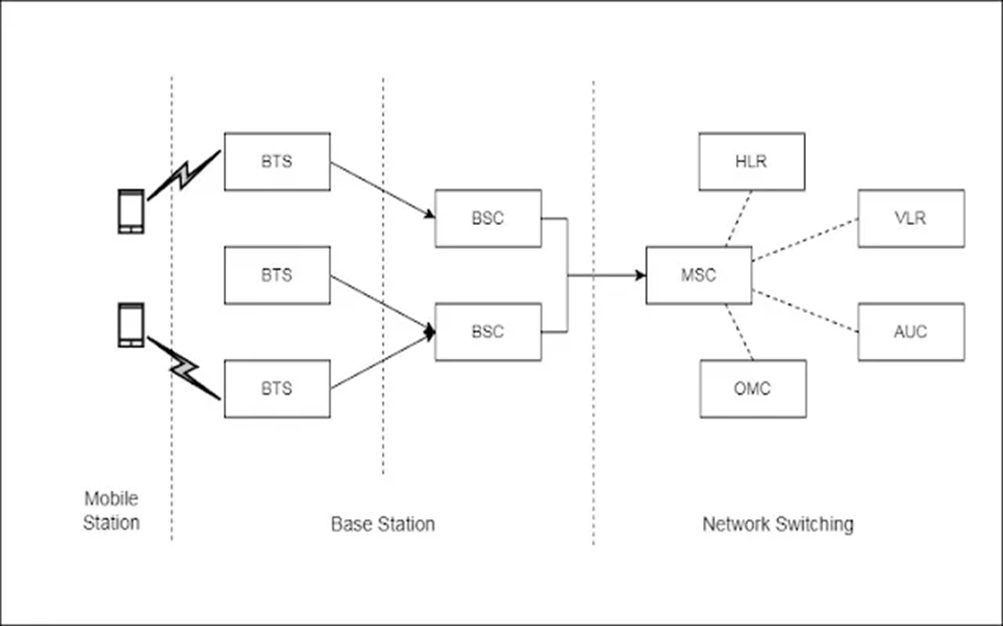 BTS
HLR
BSC
VLR
BTS
MSC
BSC
AUC
BTS
OMC
Mobile
Station
Base Station
Network Switching